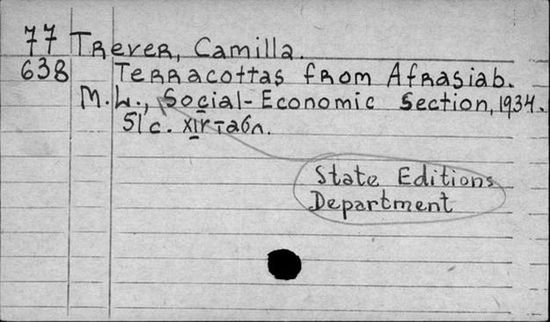 77 Trever, Camilla.
638 Terracottas from Afrasiab.
M. L., Social-Economic Section, 1934.
51 c. XIV табл.
State Editions
Department